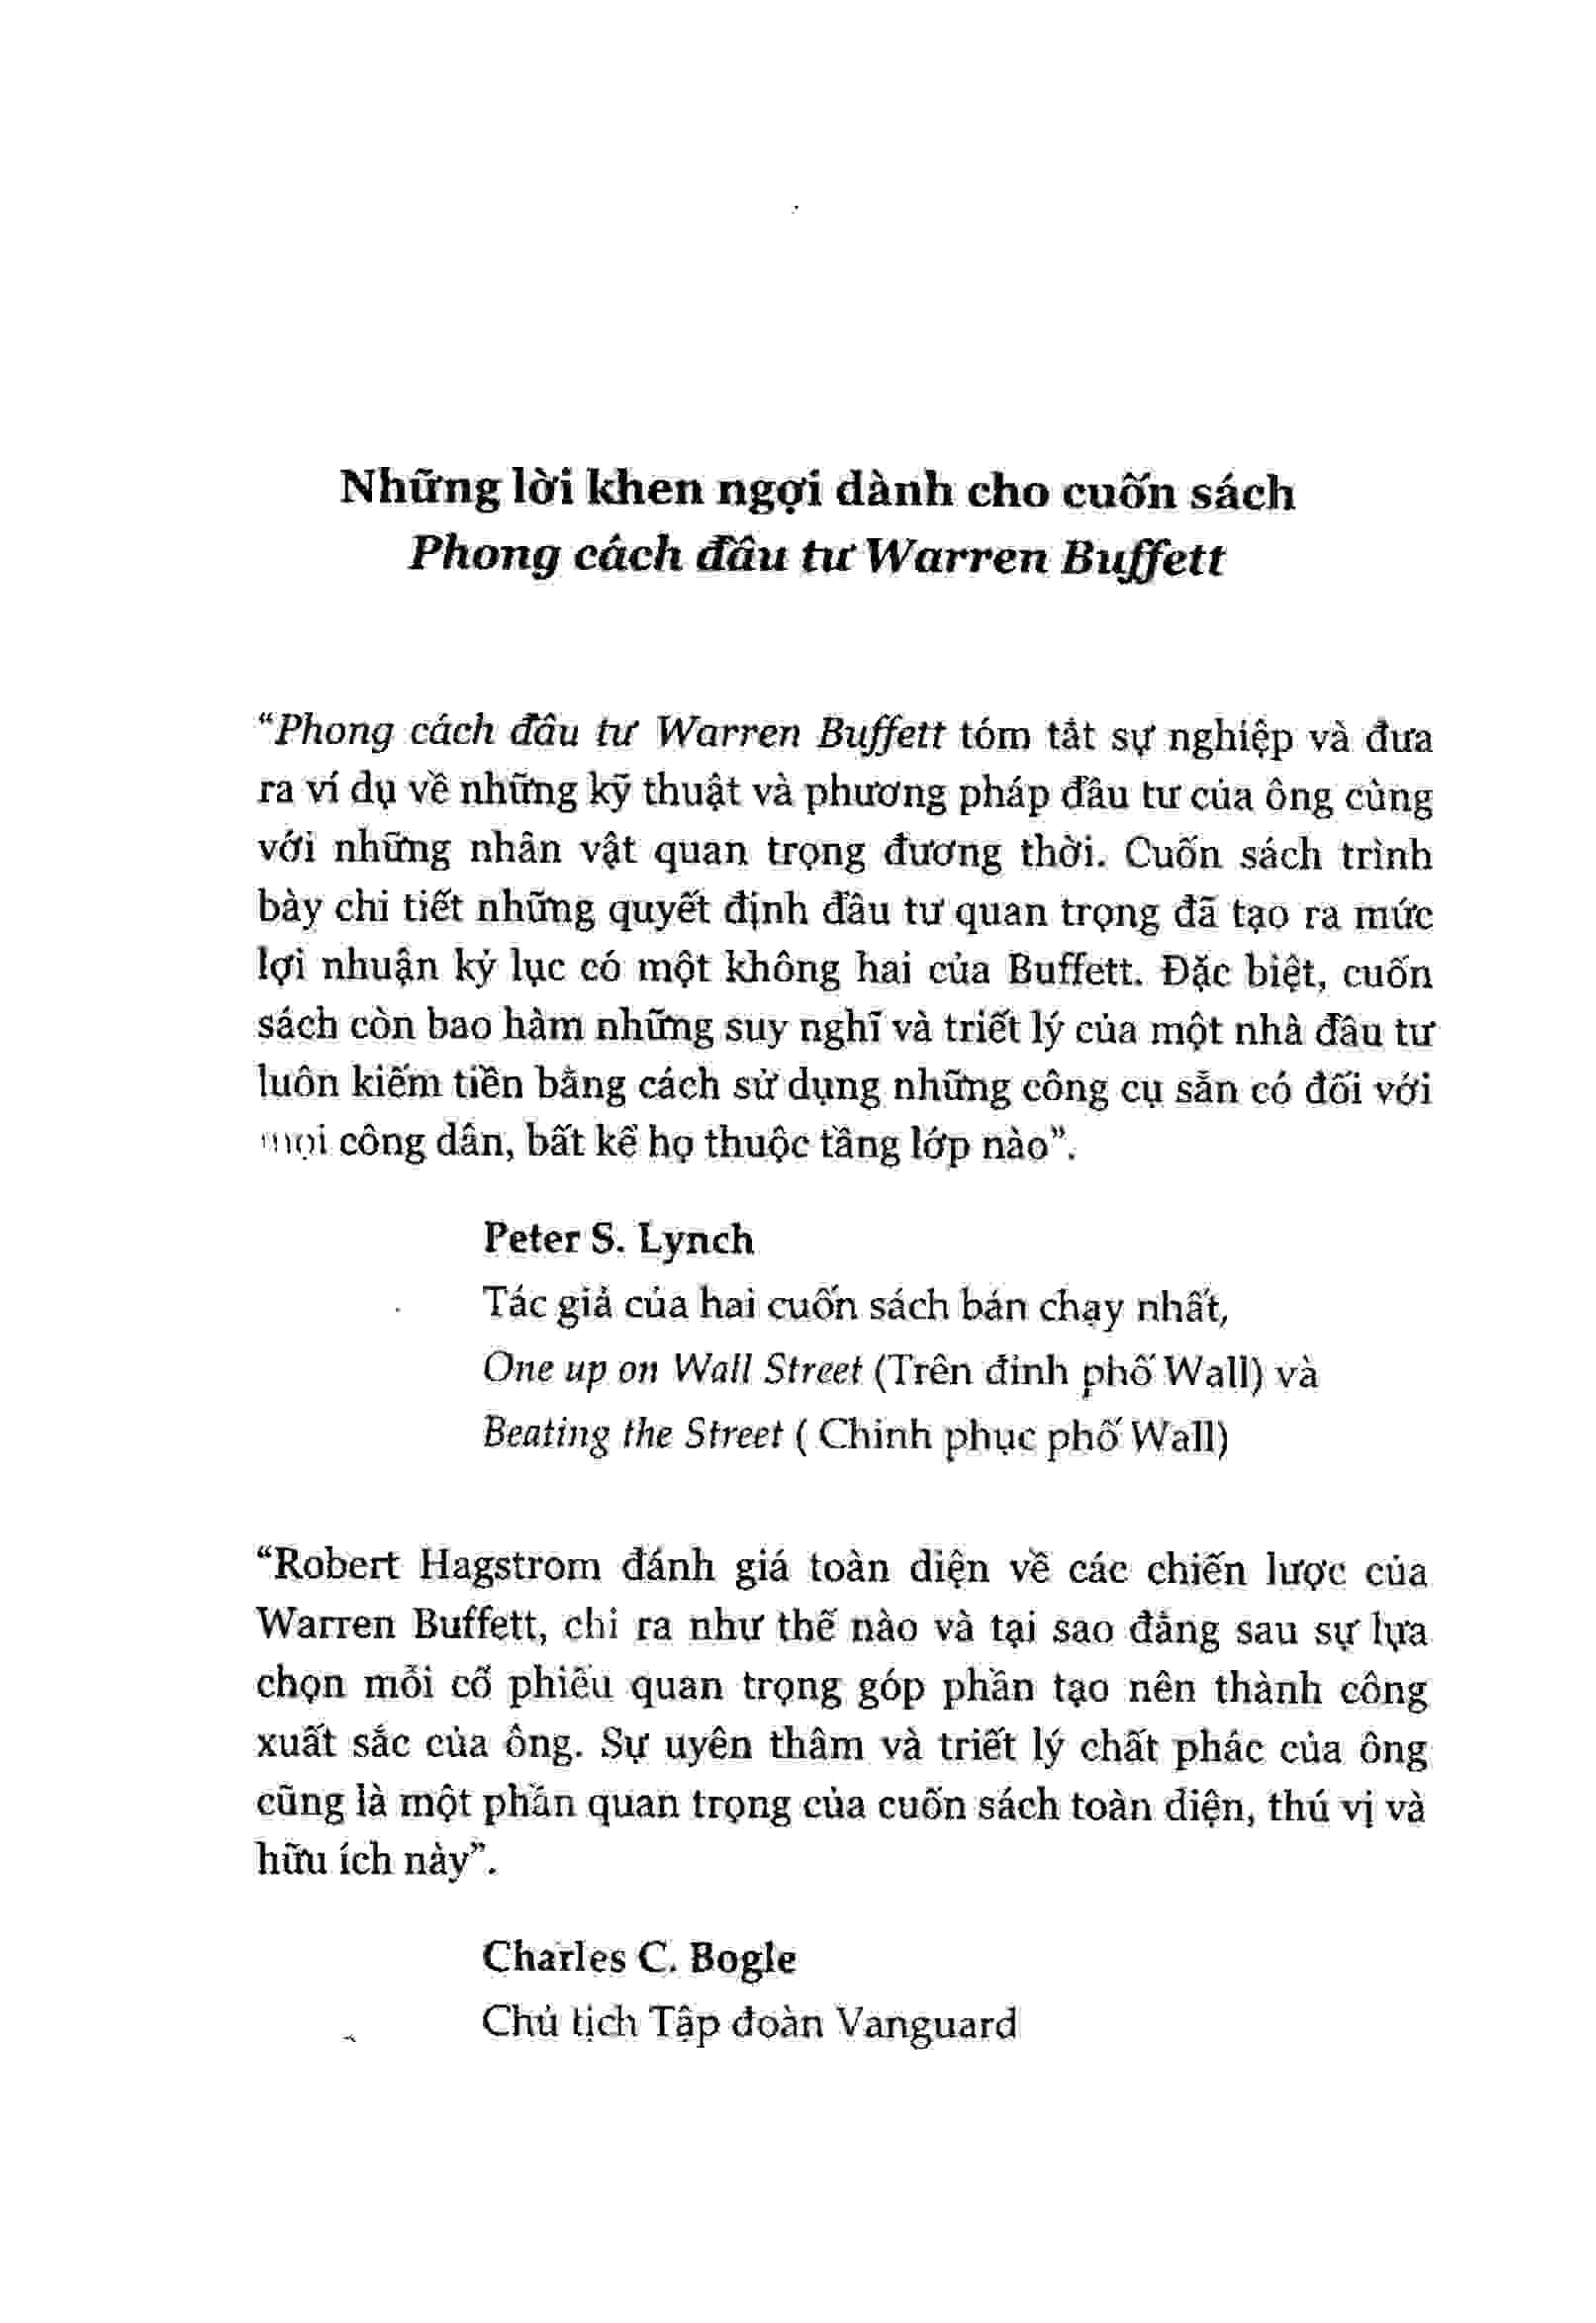 Những lời khen ngợi dành cho cuốn sách
Phong cách đầu tư Warren Buffett
“Phong cách đầu tư Warren Buffett tóm tắt sự nghiệp và đưa
ra ví dụ về những kỹ thuật và phương pháp đầu tư của ông cùng
với những nhân vật quan trọng đương thời. Cuốn sách trình
bày chi tiết những quyết định đầu tư quan trọng đã tạo ra mức
lợi nhuận kỷ lục có một không hai của Buffett. Đặc biệt, cuốn
sách còn bao hàm những suy nghĩ và triết lý của một nhà đầu tư
luôn kiếm tiền bằng cách sử dụng những công cụ sẵn có đối với
mọi công dân, bất kể họ thuộc tầng lớp nào”.
Peter S. Lynch
Tác giả của hai cuốn sách bán chạy nhất,
One up on Wall Street (Trên đỉnh phố Wall) và
Beating the Street ( Chinh phục phố Wall)
“Robert Hagstrom đánh giá toàn diện về các chiến lược của
Warren Buffett, chỉ ra như thế nào và tại sao đằng sau sự lựa
chọn mỗi cổ phiếu quan trọng góp phần tạo nên thành công
xuất sắc của ông. Sự uyên thâm và triết lý chất phác của ông
cũng là một phần quan trọng của cuốn sách toàn diện, thú vị và
hữu ích này”.
Charles C. Bogle
Chủ tịch Tập đoàn Vanguard